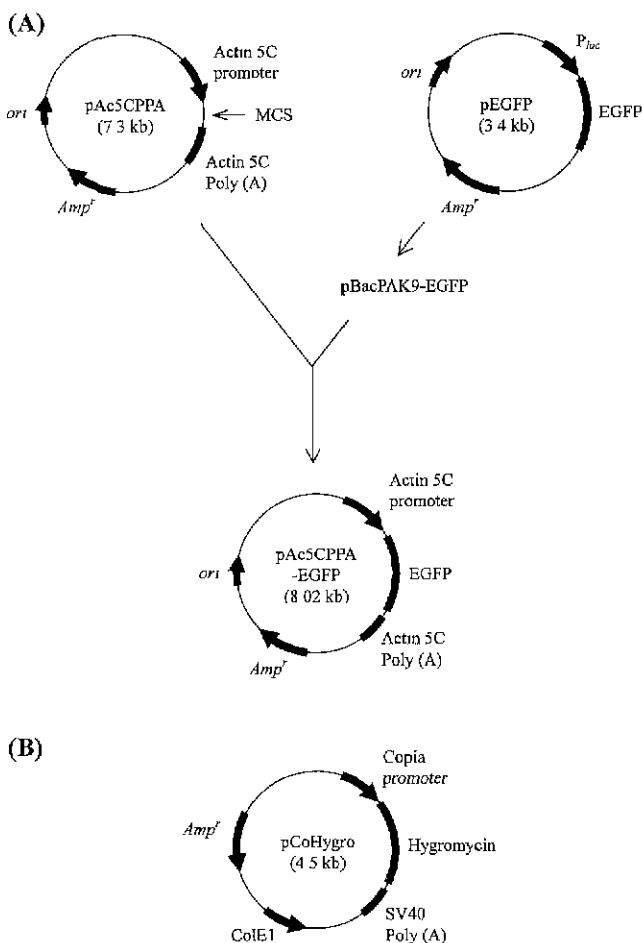 (A)
Actin 5C
promoter
ori
pAc5CPPA
(7 3 kb)
MCS
Actin 5C
Poly (A)
Amp^r
P_lac
ori
pEGFP
(3 4 kb)
EGFP
Amp^r
pBacPAK9-EGFP
Actin 5C
promoter
pAc5CPPA
-EGFP
(8 02 kb)
ori
EGFP
Actin 5C
Poly (A)
Amp^r
(B)
Copia
promoter
Amp^r
pCoHygro
(4 5 kb)
Hygromycin
SV40
Poly (A)
ColE1